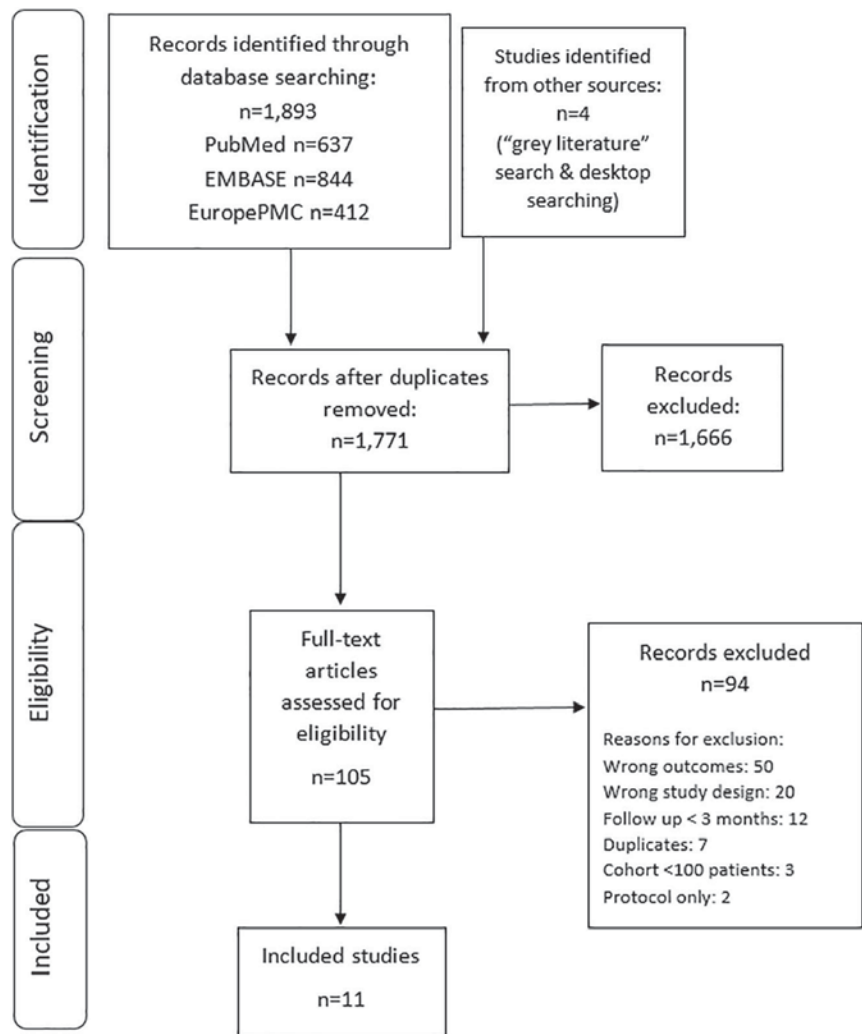 Identification
Records identified through
database searching:
n=1,893
PubMed n=637
EMBASE n=844
EuropePMC n=412
Studies identified
from other sources:
n=4
(“grey literature”
search & desktop
searching)
Screening
Records after duplicates
removed:
n=1,771
Records
excluded:
n=1,666
Eligibility
Full-text
articles
assessed for
eligibility
n=105
Records excluded
n=94
Reasons for exclusion:
Wrong outcomes: 50
Wrong study design: 20
Follow up < 3 months: 12
Duplicates: 7
Cohort <100 patients: 3
Protocol only: 2
Included
Included studies
n=11